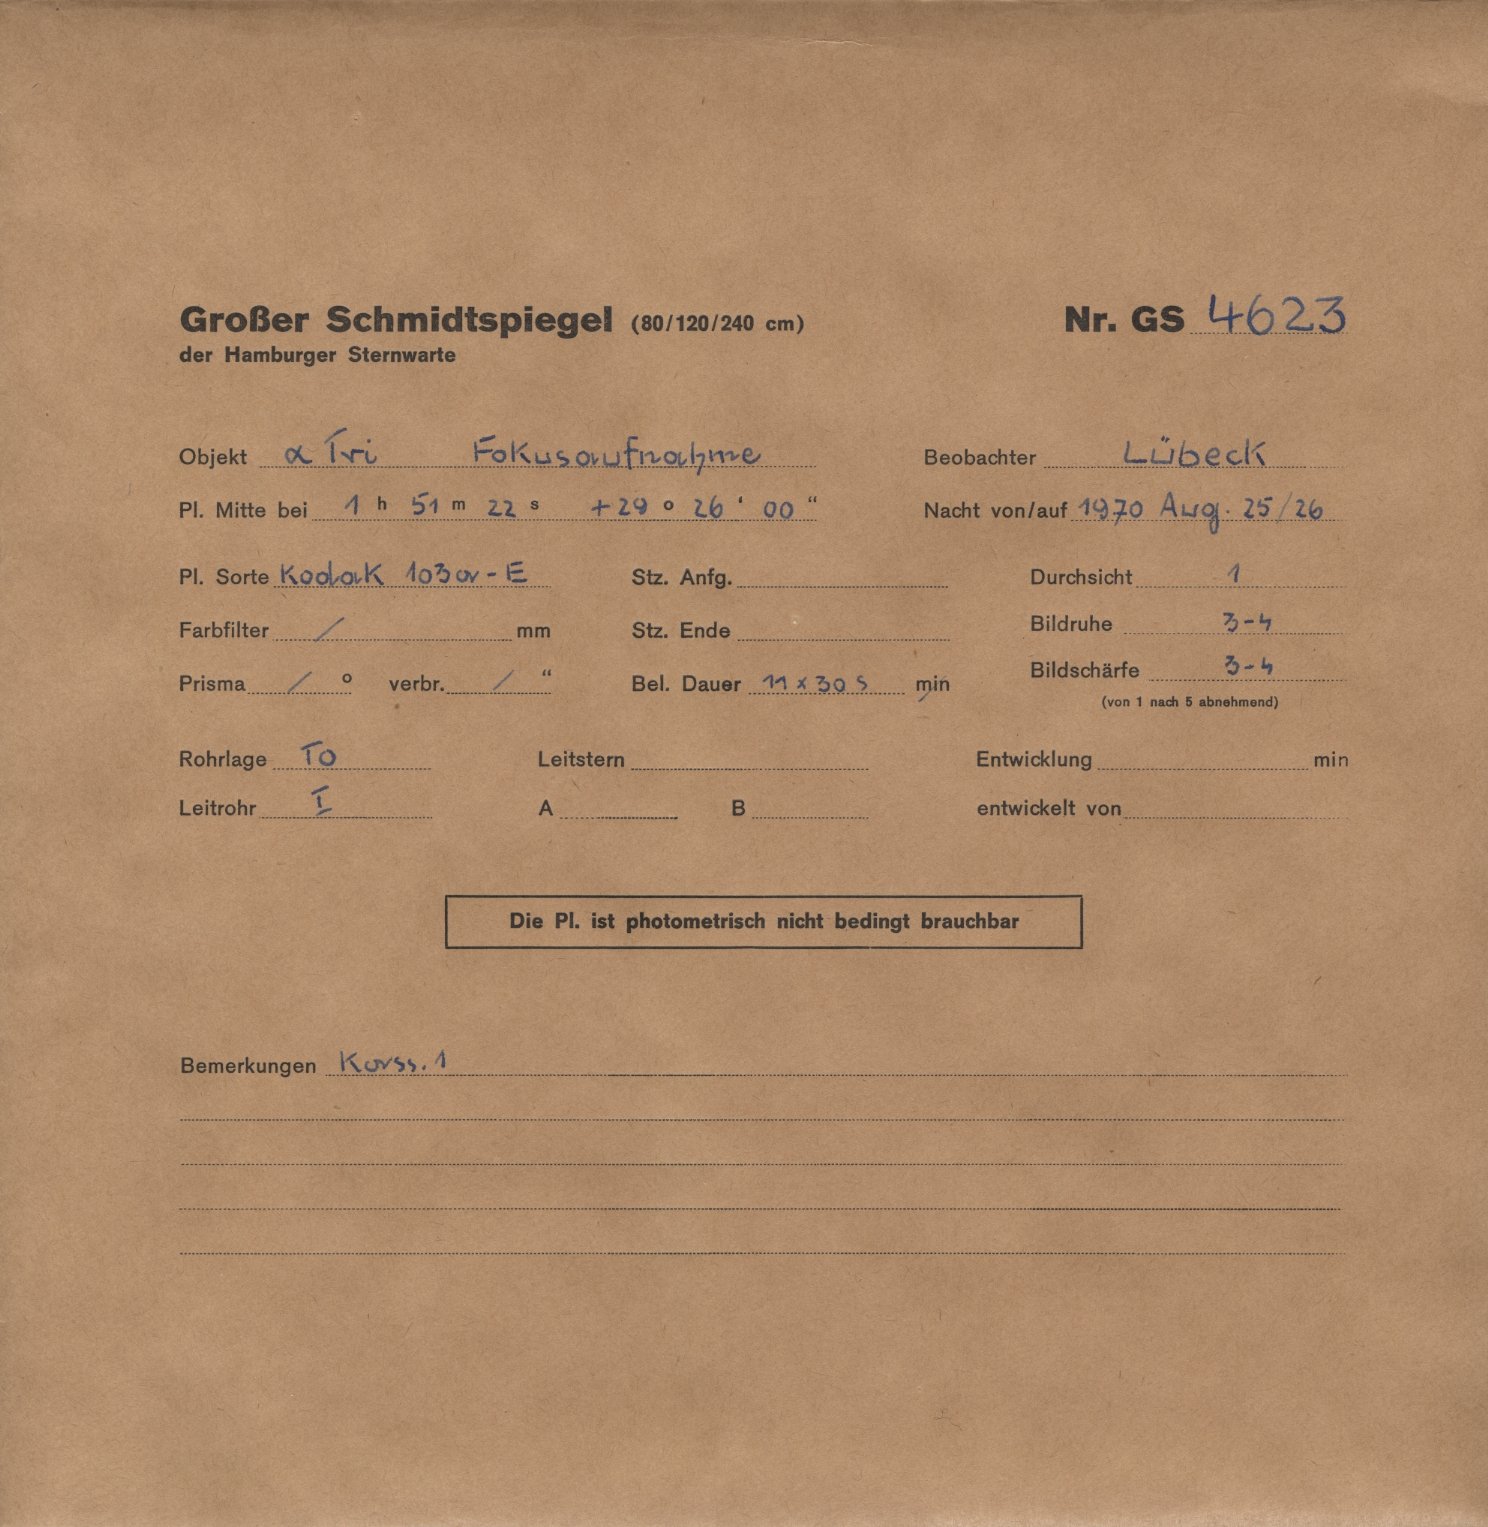 Großer Schmidtspiegel (80/120/240 cm) Nr. GS 4623
der Hamburger Sternwarte
Objekt α Tri Fokusaufnahme Beobachter Lübeck
Pl. Mitte bei 1 h 51 m 22 s +29 o 26 ' 00 “ Nacht von/auf 1970 Aug. 25/26
Pl. Sorte Kodak 103a-E Stz. Anfg. Durchsicht 1
Farbfilter / mm Stz. Ende Bildruhe 3-4
Prisma / o verbr. / “ Bel. Dauer 11 x 30 s min Bildschärfe 3-4
(von 1 nach 5 abnehmend)
Rohrlage TO Leitstern Entwicklung min
Leitrohr I A B entwickelt von
Die Pl. ist photometrisch nicht bedingt brauchbar
Bemerkungen Kass. 1